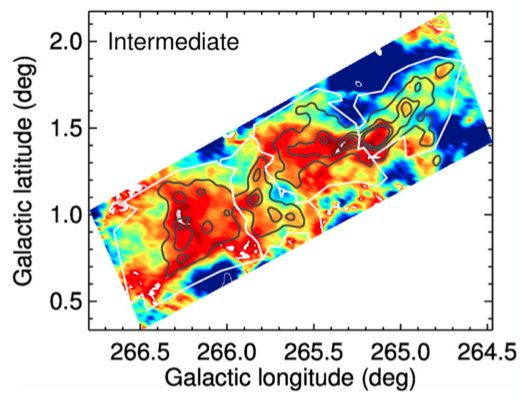 Intermediate
2.0
1.5
1.0
0.5
Galactic latitude (deg)
266.5 266.0 265.5 265.0 264.5
Galactic longitude (deg)